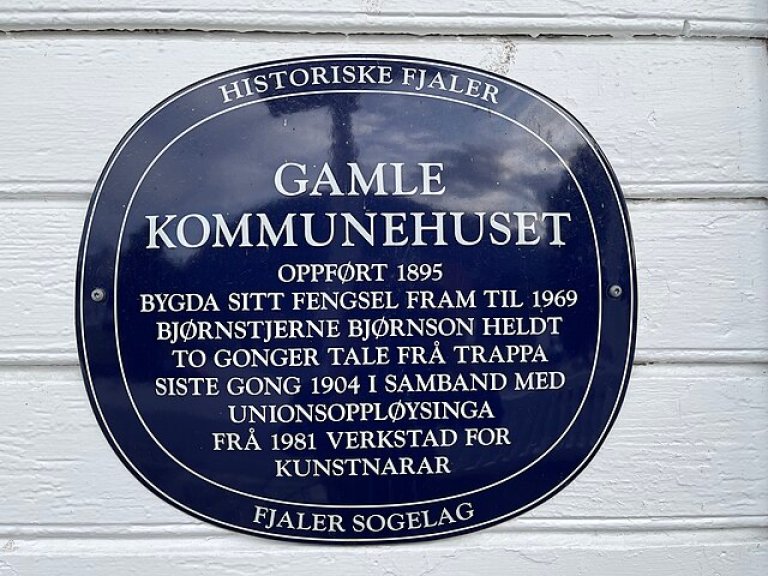 HISTORISKE FJALER
GAMLE
KOMMUNEHUSET
OPPFØRT 1895
BYGDA SITT FENGSEL FRAM TIL 1969
BJØRNSTJERNE BJØRNSON HELDT
TO GONGER TALE FRÅ TRAPPA
SISTE GONG 1904 I SAMBAND MED
UNIONSOPPLØYSINGA
FRÅ 1981 VERKSTAD FOR
KUNSTNARAR
FJALER SOGELAG